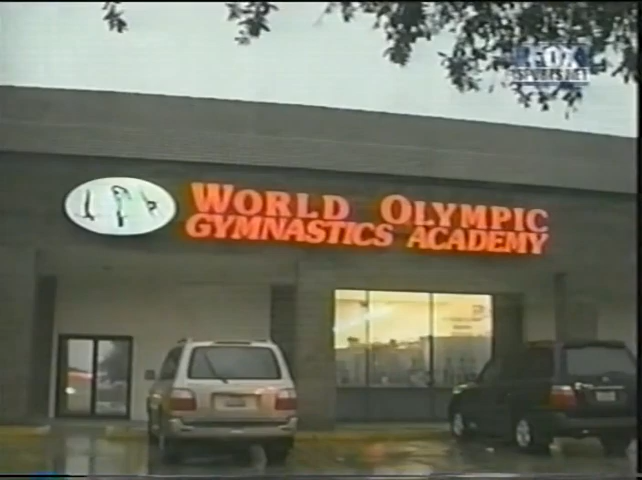 FOX
SPORTS NET
WORLD OLYMPIC
GYMNASTICS ACADEMY